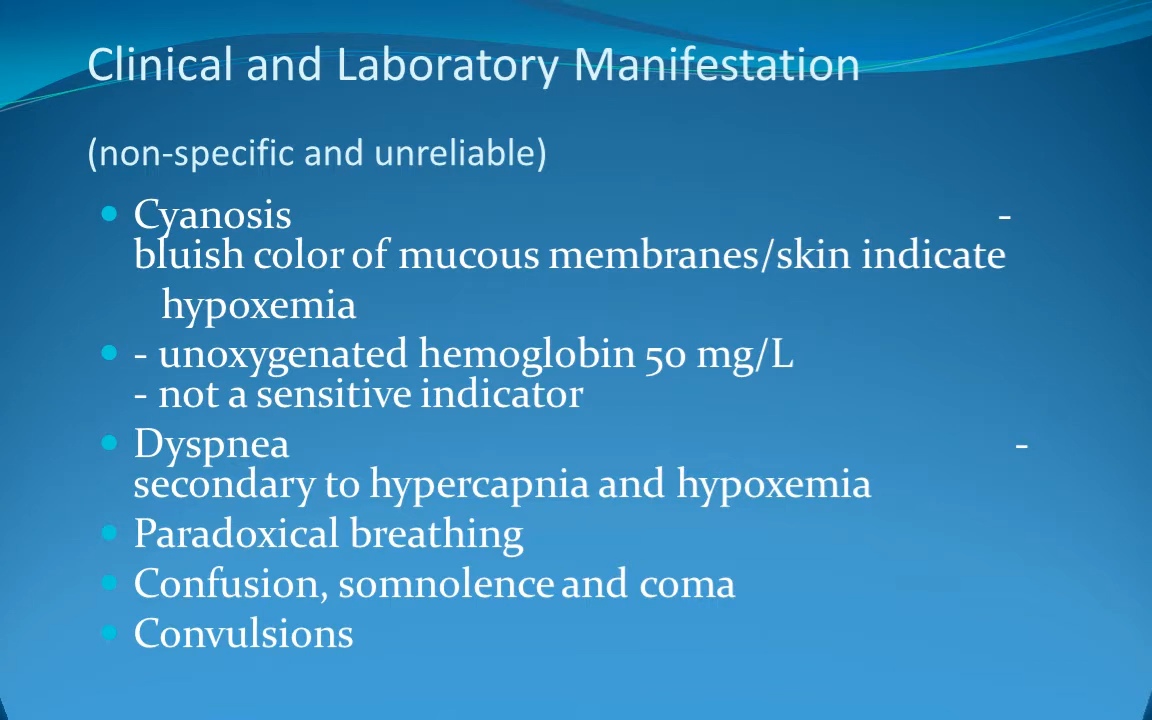 Clinical and Laboratory Manifestation
(non-specific and unreliable)
Cyanosis -
bluish color of mucous membranes/skin indicate
hypoxemia
- unoxygenated hemoglobin 50 mg/L
- not a sensitive indicator
Dyspnea -
secondary to hypercapnia and hypoxemia
Paradoxical breathing
Confusion, somnolence and coma
Convulsions